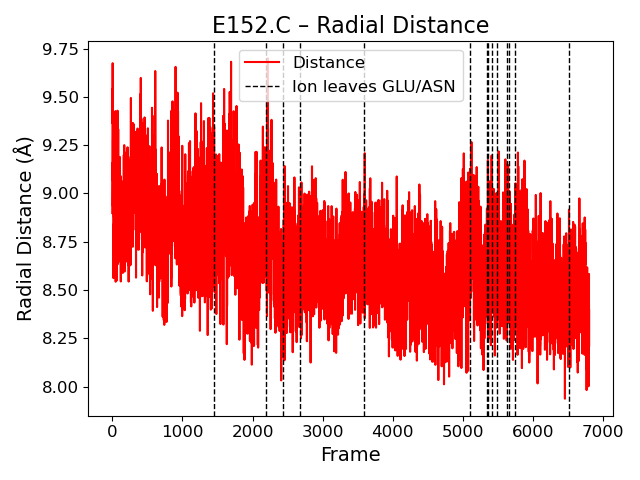 E152.C – Radial Distance
Distance
Ion leaves GLU/ASN
Radial Distance (Å)
9.75
9.50
9.25
9.00
8.75
8.50
8.25
8.00
0 1000 2000 3000 4000 5000 6000 7000
Frame